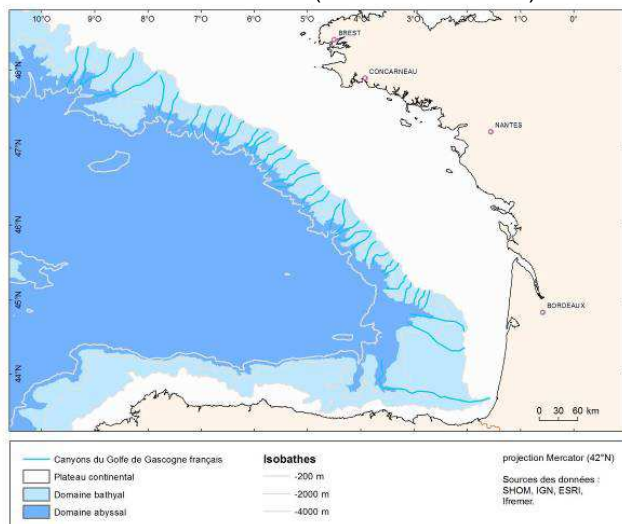 10°O 9°O 8°O 7°O 6°O 5°O 4°O 3°O 2°O 1°O 0°
BREST
48°N
CONCARNEAU
NANTES
47°N
46°N
45°N
BORDEAUX
44°N
0 30 60 km
Canyons du Golfe de Gascogne français
Plateau continental
Domaine bathyal
Domaine abyssal
Isobathes
-200 m
-2000 m
-4000 m
projection Mercator (42°N)
Sources des données :
SHOM, IGN, ESRI,
Ifremer.